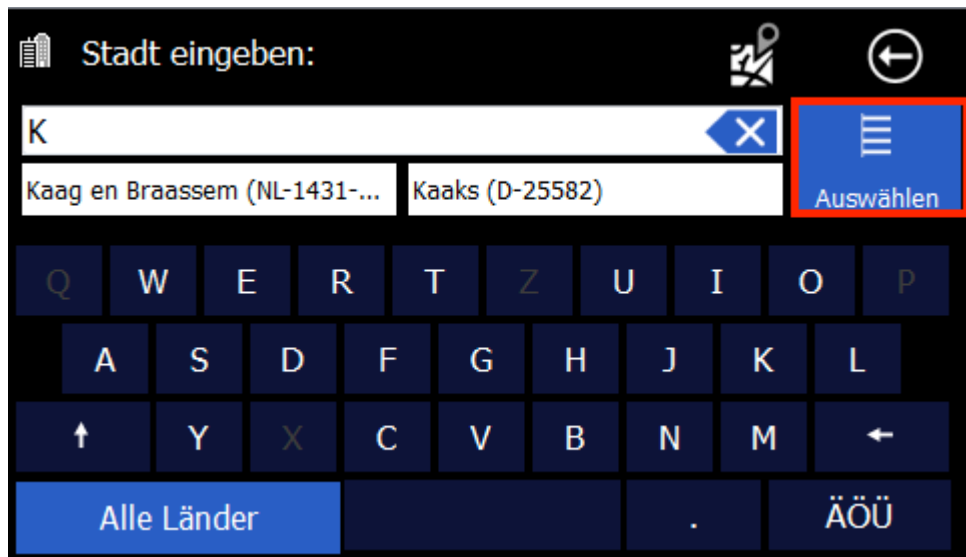 Stadt eingeben:
K
Kaag en Braassem (NL-1431-... Kaaks (D-25582) Auswählen
Q W E R T Z U I O P
A S D F G H J K L
Y X C V B N M
Alle Länder . ÄÖÜ